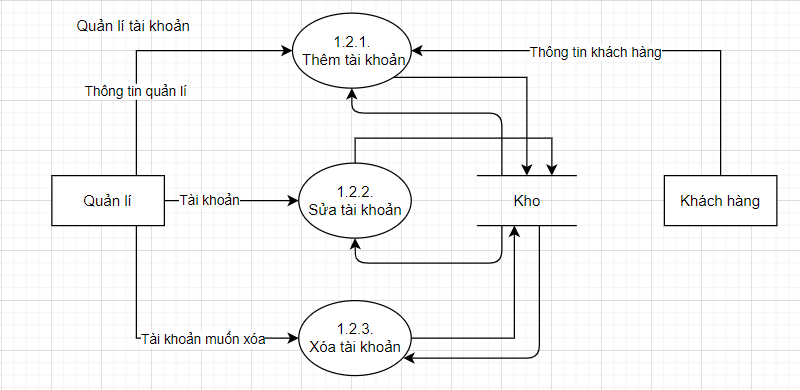 Quản lí tài khoản
1.2.1.
Thêm tài khoản
Thông tin khách hàng
Thông tin quản lí
Quản lí
Tài khoản
1.2.2.
Sửa tài khoản
Kho
Khách hàng
Tài khoản muốn xóa
1.2.3.
Xóa tài khoản